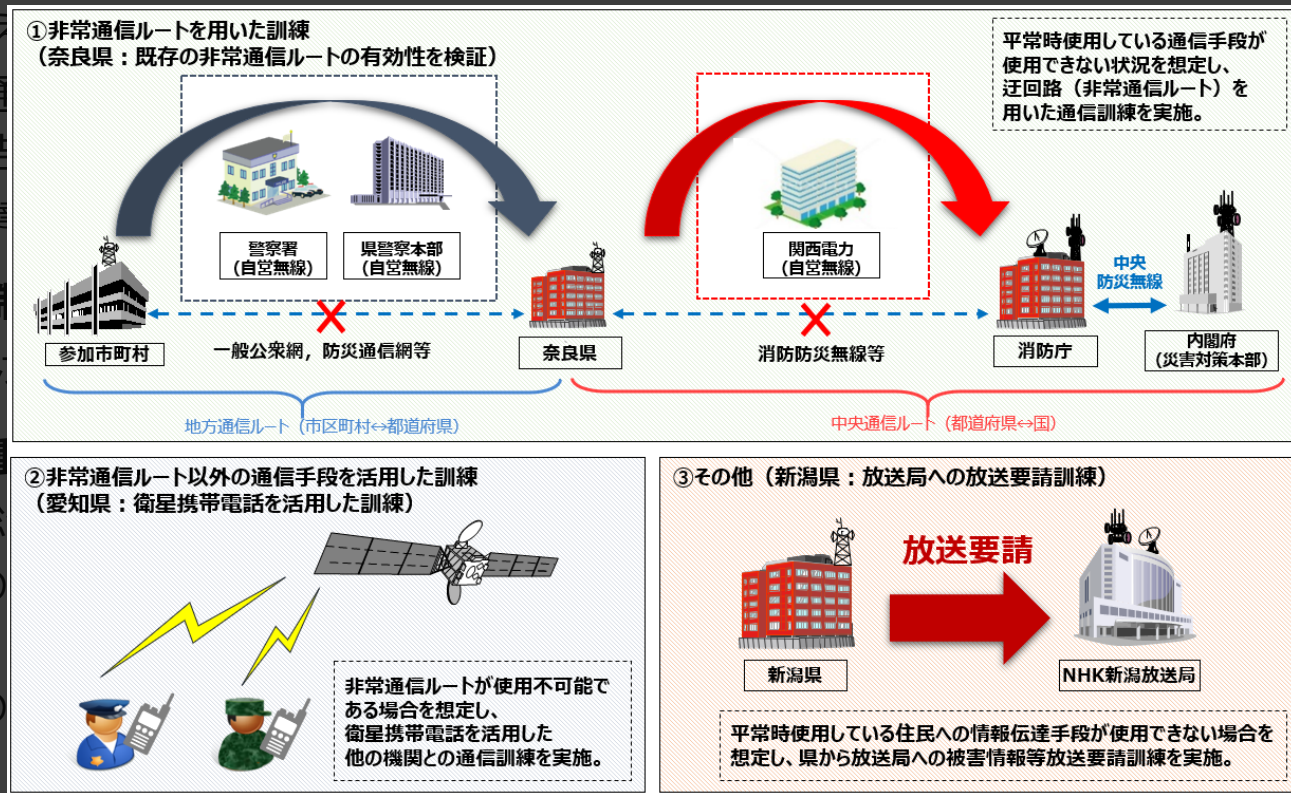 ①非常通信ルートを用いた訓練
（奈良県：既存の非常通信ルートの有効性を検証）
平常時使用している通信手段が
使用できない状況を想定し、
迂回路（非常通信ルート）を
用いた通信訓練を実施。
警察署
(自営無線)
県警察本部
(自営無線)
関西電力
(自営無線)
中央
防災無線
参加市町村
一般公衆網，防災通信網等
奈良県
消防防災無線等
消防庁
内閣府
(災害対策本部)
地方通信ルート（市区町村⇔都道府県）
中央通信ルート（都道府県⇔国）
②非常通信ルート以外の通信手段を活用した訓練
（愛知県：衛星携帯電話を活用した訓練）
非常通信ルートが使用不可能で
ある場合を想定し、
衛星携帯電話を活用した
他の機関との通信訓練を実施。
③その他（新潟県：放送局への放送要請訓練）
放送要請
新潟県
NHK新潟放送局
平常時使用している住民への情報伝達手段が使用できない場合を
想定し、県から放送局への被害情報等放送要請訓練を実施。